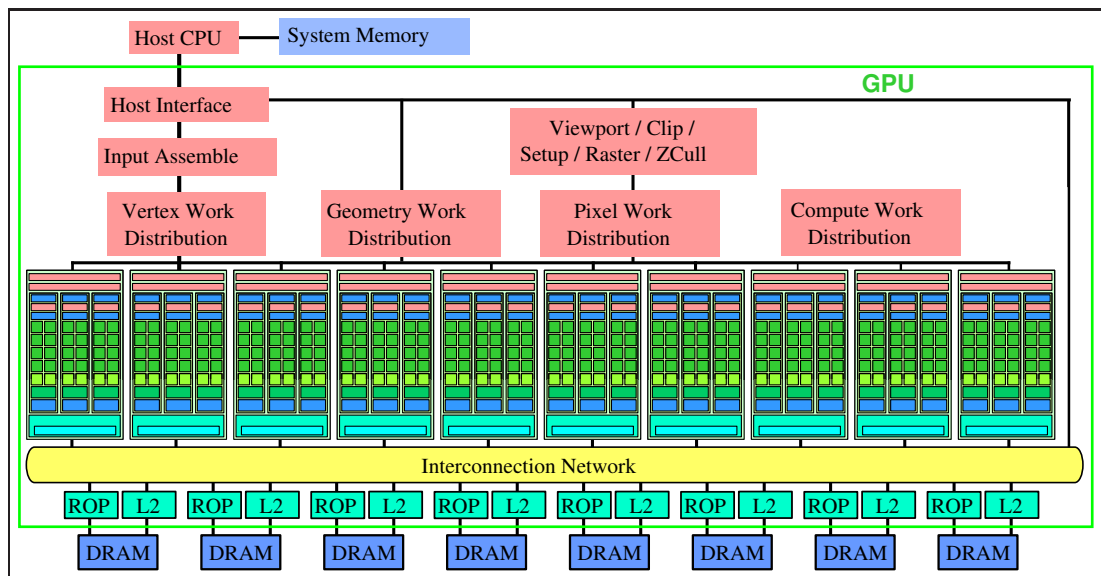 Host CPU
System Memory
GPU
Host Interface
Viewport / Clip /
Setup / Raster / ZCull
Input Assemble
Vertex Work
Distribution
Geometry Work
Distribution
Pixel Work
Distribution
Compute Work
Distribution
Interconnection Network
ROP L2 ROP L2 ROP L2 ROP L2 ROP L2 ROP L2 ROP L2 ROP L2
DRAM DRAM DRAM DRAM DRAM DRAM DRAM DRAM